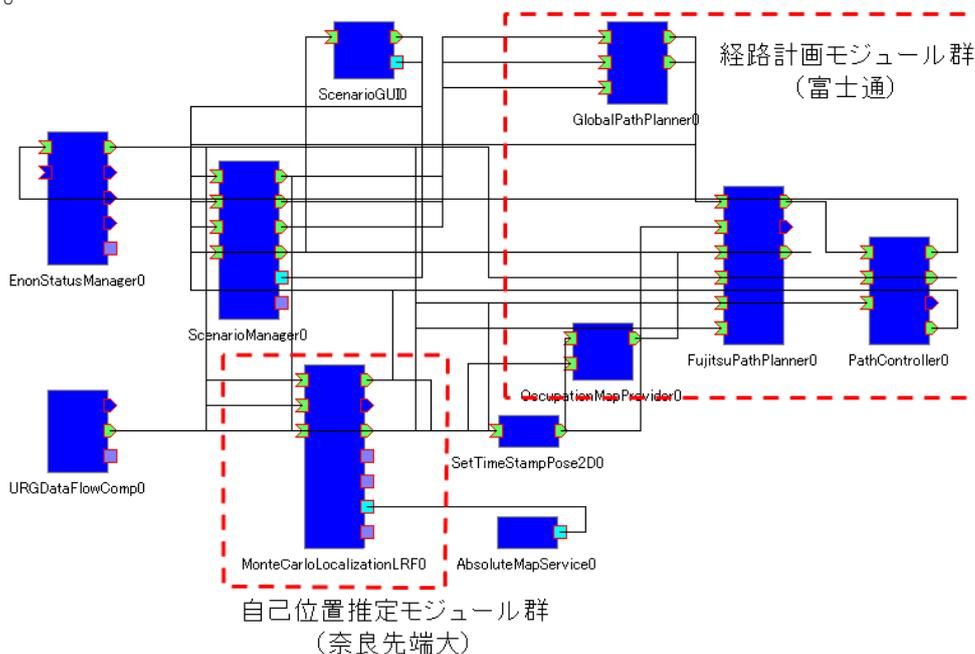 ScenarioGUI0
経路計画モジュール群
（富士通）
GlobalPathPlanner0
EnonStatusManager0
ScenarioManager0
FujitsuPathPlanner0
PathController0
OccupationMapProvider0
SetTimeStampPose2D0
URGDataFlowComp0
MonteCarloLocalizationLRF0
AbsoluteMapService0
自己位置推定モジュール群
（奈良先端大）